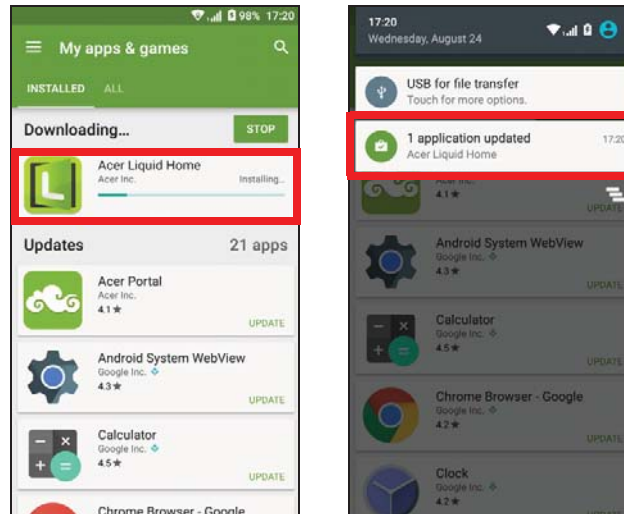 98% 17:20
My apps & games
INSTALLED ALL
Downloading... STOP
Acer Liquid Home
Acer Inc. Installing...
Updates 21 apps
Acer Portal
Acer Inc.
4.1★
UPDATE
Android System WebView
Google Inc.
4.3★
UPDATE
Calculator
Google Inc.
4.5★
UPDATE
Chrome Browser - Google
17:20
Wednesday, August 24
USB for file transfer
Touch for more options.
1 application updated 17:20
Acer Liquid Home
Acer Inc.
4.1★
UPDATE
Android System WebView
Google Inc.
4.3★
UPDATE
Calculator
Google Inc.
4.5★
UPDATE
Chrome Browser - Google
Google Inc.
4.2★
UPDATE
Clock
Google Inc.
4.2★
UPDATE